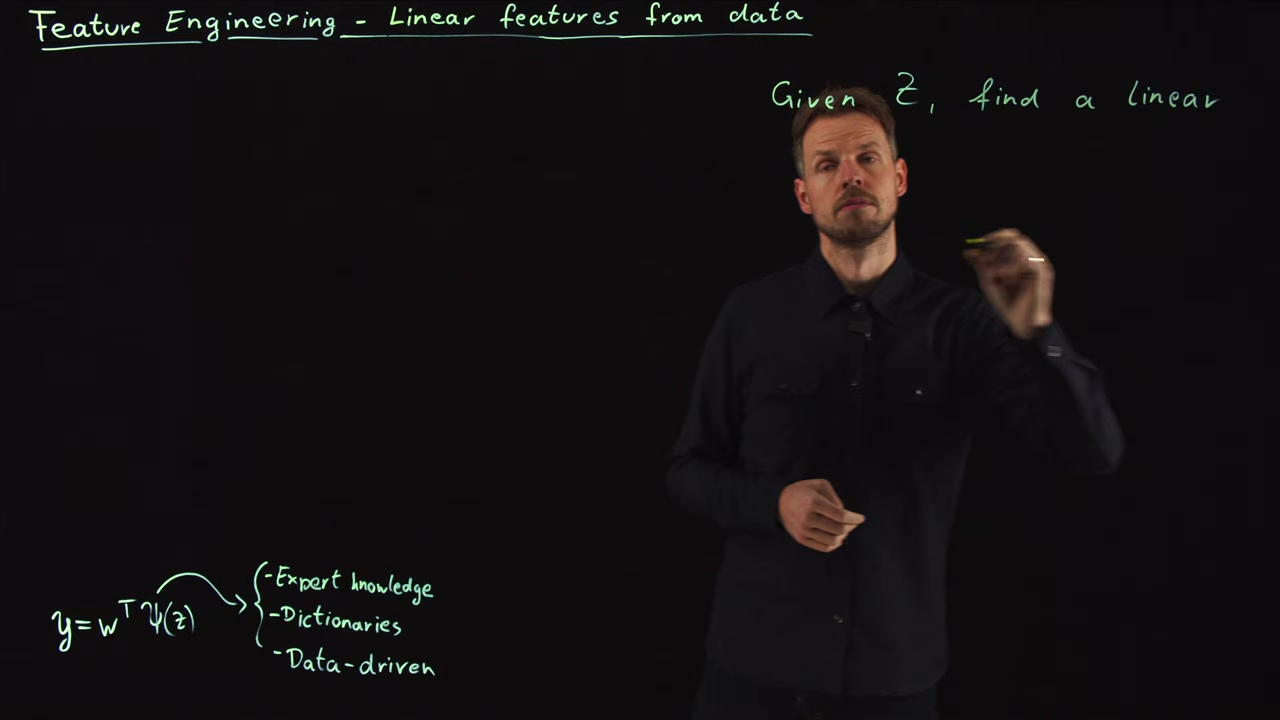 Feature Engineering - Linear features from data
Given Z, find a linear
y = w^T ψ(z)
- Expert knowledge
- Dictionaries
- Data-driven